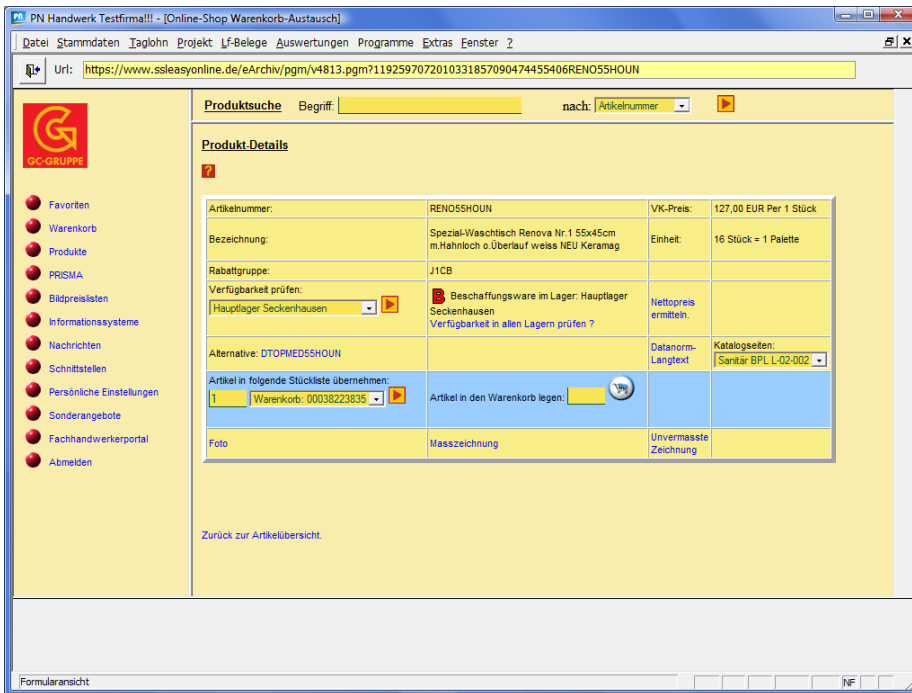 PN Handwerk Testfirma!!! - [Online-Shop Warenkorb-Austausch]
Datei Stammdaten Taglohn Projekt Lf-Belege Auswertungen Programme Extras Fenster ?
Url: https://www.ssleasyonline.de/eArchiv/pgm/v4813.pgm?1192597072010331857090474455406RENO55HOUN
GC-GRUPPE
Produktsuche Begriff: nach: Artikelnummer
Produkt-Details
?
Favoriten
Warenkorb
Produkte
PRISMA
Bildpreislisten
Informationssysteme
Nachrichten
Schnittstellen
Persönliche Einstellungen
Sonderangebote
Fachhandwerkerportal
Abmelden
Artikelnummer: RENO55HOUN VK-Preis: 127,00 EUR Per 1 Stück
Bezeichnung: Spezial-Waschtisch Renova Nr.1 55x45cm
m.Hahnloch o.Überlauf weiss NEU Keramag
Einheit: 16 Stück = 1 Palette
Rabattgruppe: J1CB
Verfügbarkeit prüfen:
Hauptlager Seckenhausen
B Beschaffungsware im Lager: Hauptlager
Seckenhausen
Verfügbarkeit in allen Lagern prüfen ?
Nettopreis
ermitteln.
Alternative: DTOPMED55HOUN
Datanorm-
Langtext
Katalogseiten:
Sanitär BPL L-02-002
Artikel in folgende Stückliste übernehmen:
1 Warenkorb: 00038223835
Artikel in den Warenkorb legen:
Foto Masszeichnung
Unvermasste
Zeichnung
Zurück zur Artikelübersicht.
Formularansicht NF